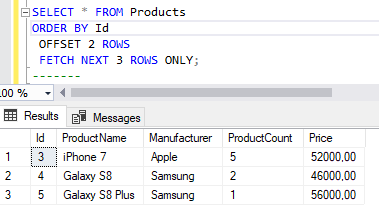 SELECT * FROM Products
ORDER BY Id
OFFSET 2 ROWS
FETCH NEXT 3 ROWS ONLY;
-------
00 %
Results Messages
Id ProductName Manufacturer ProductCount Price
1 3 iPhone 7 Apple 5 52000,00
2 4 Galaxy S8 Samsung 2 46000,00
3 5 Galaxy S8 Plus Samsung 1 56000,00